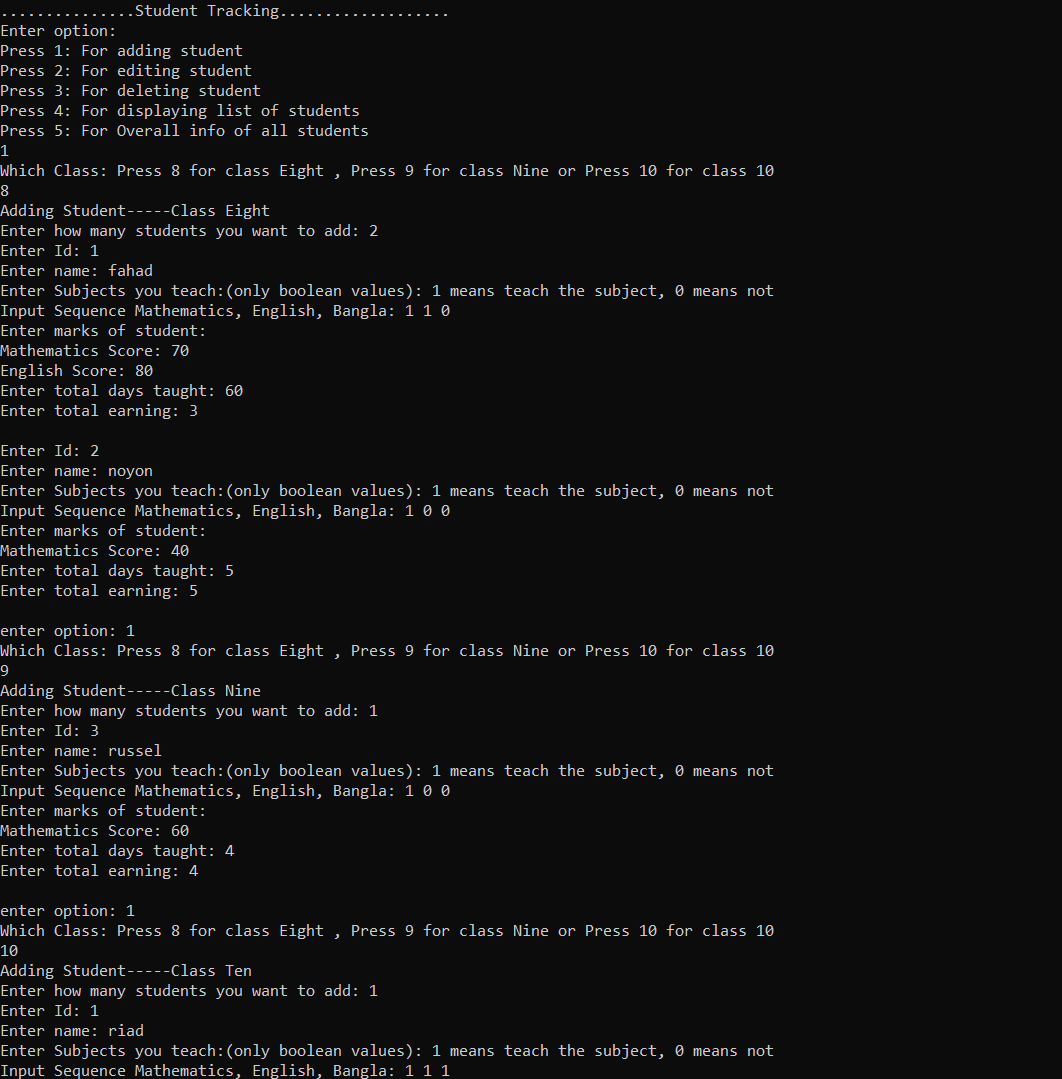 ...............Student Tracking...................
Enter option:
Press 1: For adding student
Press 2: For editing student
Press 3: For deleting student
Press 4: For displaying list of students
Press 5: For Overall info of all students
1
Which Class: Press 8 for class Eight , Press 9 for class Nine or Press 10 for class 10
8
Adding Student-----Class Eight
Enter how many students you want to add: 2
Enter Id: 1
Enter name: fahad
Enter Subjects you teach:(only boolean values): 1 means teach the subject, 0 means not
Input Sequence Mathematics, English, Bangla: 1 1 0
Enter marks of student:
Mathematics Score: 70
English Score: 80
Enter total days taught: 60
Enter total earning: 3

Enter Id: 2
Enter name: noyon
Enter Subjects you teach:(only boolean values): 1 means teach the subject, 0 means not
Input Sequence Mathematics, English, Bangla: 1 0 0
Enter marks of student:
Mathematics Score: 40
Enter total days taught: 5
Enter total earning: 5

enter option: 1
Which Class: Press 8 for class Eight , Press 9 for class Nine or Press 10 for class 10
9
Adding Student-----Class Nine
Enter how many students you want to add: 1
Enter Id: 3
Enter name: russel
Enter Subjects you teach:(only boolean values): 1 means teach the subject, 0 means not
Input Sequence Mathematics, English, Bangla: 1 0 0
Enter marks of student:
Mathematics Score: 60
Enter total days taught: 4
Enter total earning: 4

enter option: 1
Which Class: Press 8 for class Eight , Press 9 for class Nine or Press 10 for class 10
10
Adding Student-----Class Ten
Enter how many students you want to add: 1
Enter Id: 1
Enter name: riad
Enter Subjects you teach:(only boolean values): 1 means teach the subject, 0 means not
Input Sequence Mathematics, English, Bangla: 1 1 1